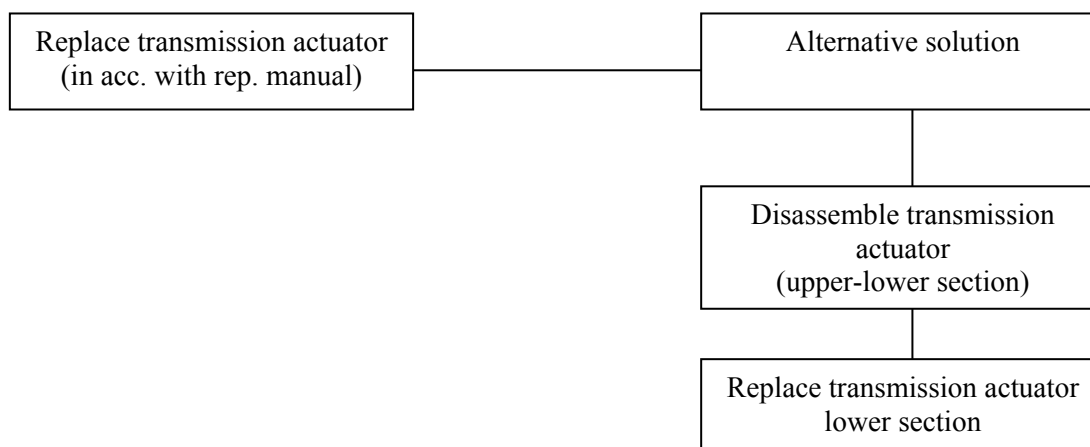 Replace transmission actuator
(in acc. with rep. manual)
Alternative solution
Disassemble transmission
actuator
(upper-lower section)
Replace transmission actuator
lower section